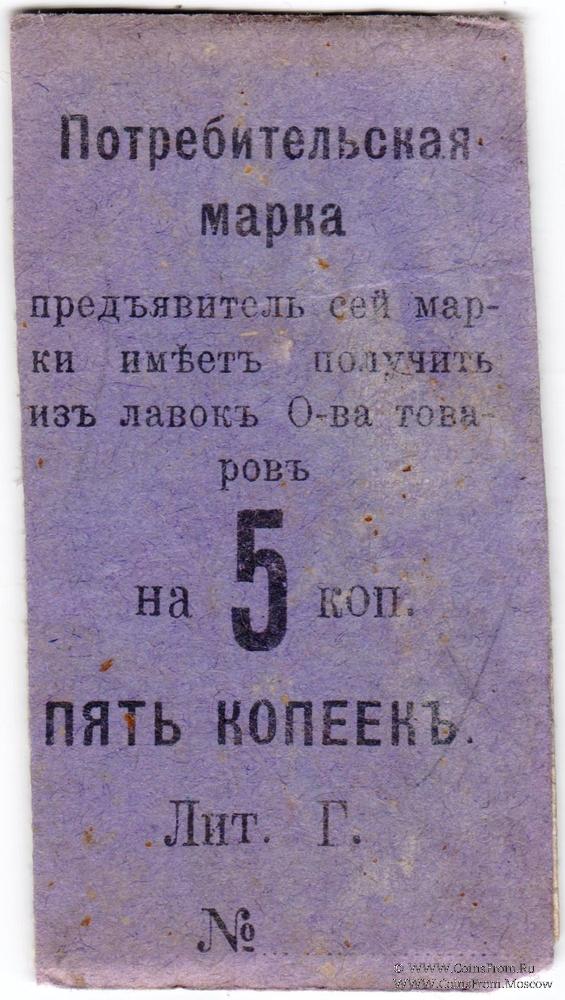 Потребительская
марка
предъявитель сей мар-
ки имѣетъ получить
изъ лавокъ О-ва това-
ровъ
на 5 коп.
ПЯТЬ КОПЕЕКЪ.
Лит. Г.
№
© WWW.CoinsFrom.Ru
WWW.CoinsFrom.Moscow